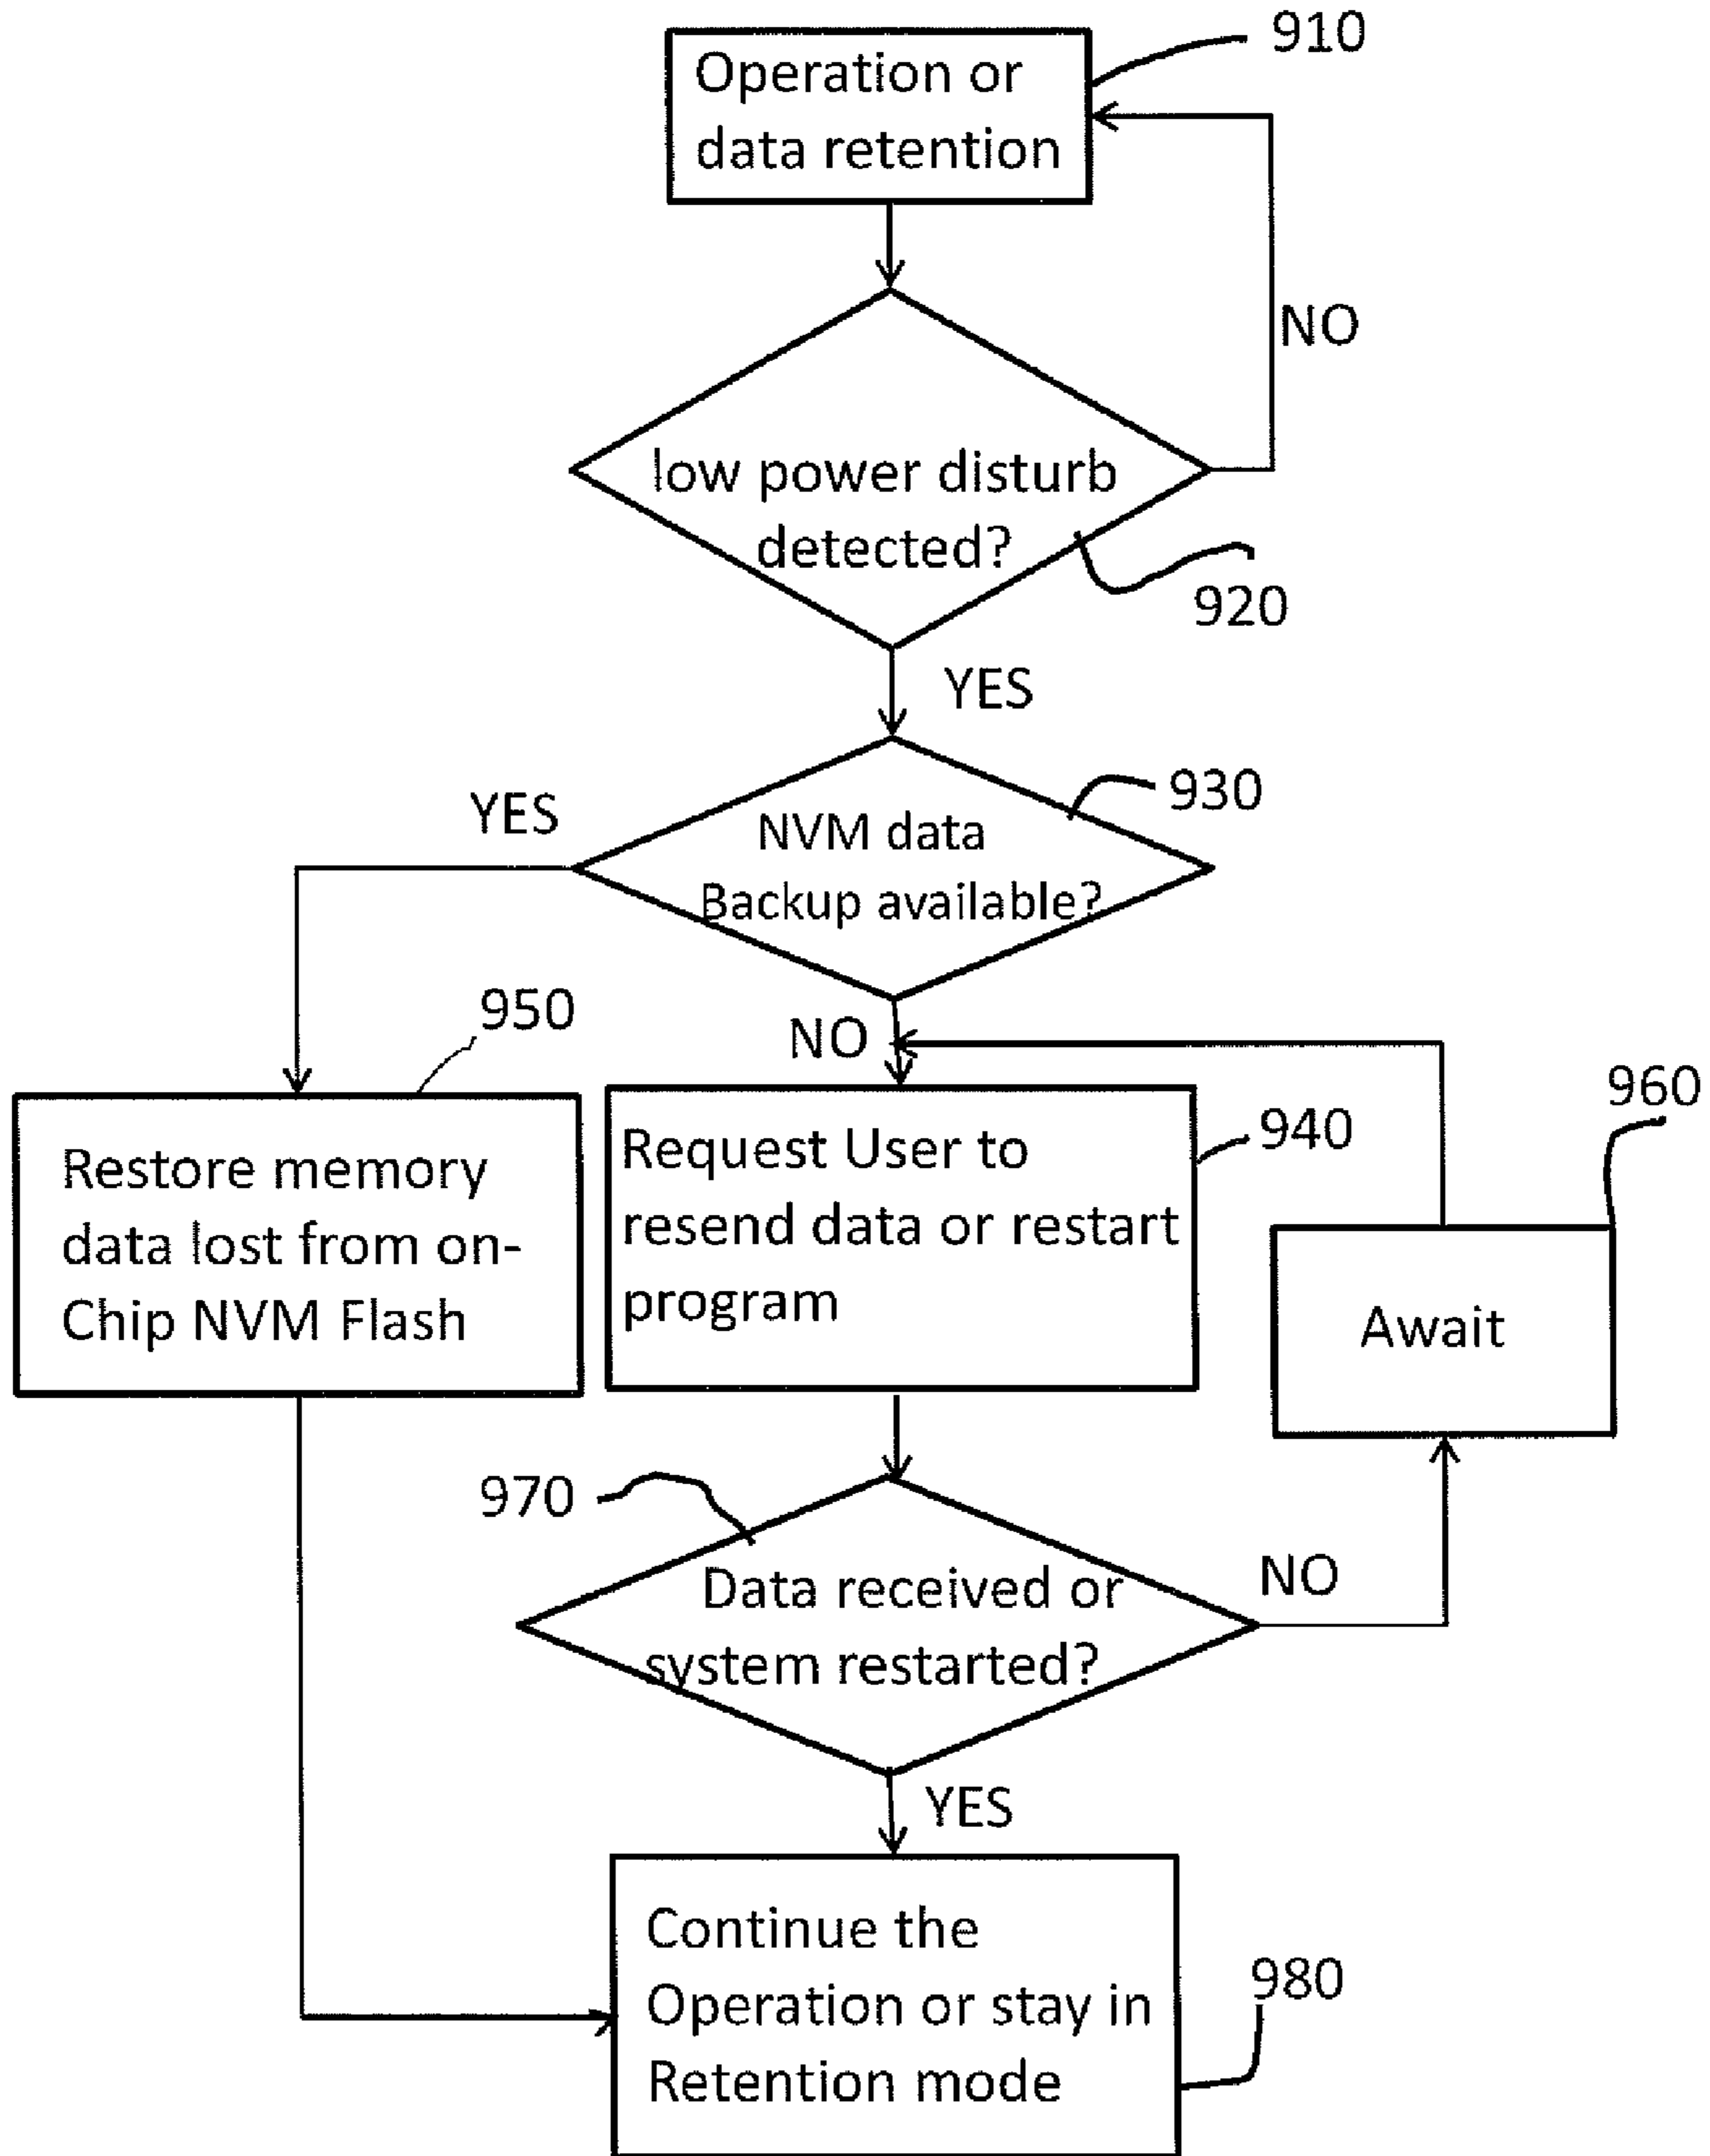 910
Operation or
data retention
NO
low power disturb
detected?
920
YES
930
YES
NVM data
Backup available?
950
NO
960
940
Restore memory
data lost from on-
Chip NVM Flash
Request User to
resend data or restart
program
Await
970
NO
Data received or
system restarted?
YES
Continue the
Operation or stay in
Retention mode
980